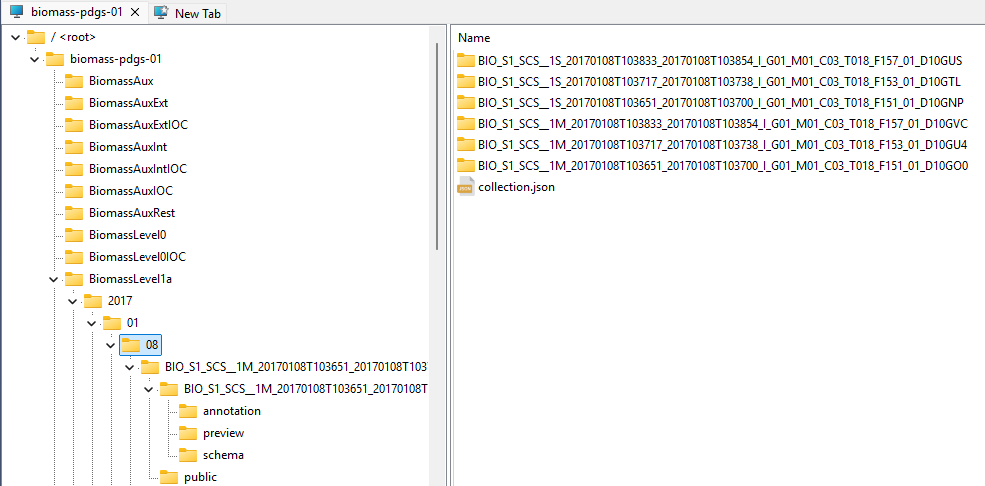 biomass-pdgs-01
New Tab
/ <root>
biomass-pdgs-01
BiomassAux
BiomassAuxExt
BiomassAuxExtIOC
BiomassAuxInt
BiomassAuxIntIOC
BiomassAuxIOC
BiomassAuxRest
BiomassLevel0
BiomassLevel0IOC
BiomassLevel1a
2017
01
08
BIO_S1_SCS__1M_20170108T103651_20170108T103
BIO_S1_SCS__1M_20170108T103651_20170108T
annotation
preview
schema
public
Name
BIO_S1_SCS__1S_20170108T103833_20170108T103854_I_G01_M01_C03_T018_F157_01_D10GUS
BIO_S1_SCS__1S_20170108T103717_20170108T103738_I_G01_M01_C03_T018_F153_01_D10GTL
BIO_S1_SCS__1S_20170108T103651_20170108T103700_I_G01_M01_C03_T018_F151_01_D10GNP
BIO_S1_SCS__1M_20170108T103833_20170108T103854_I_G01_M01_C03_T018_F157_01_D10GVC
BIO_S1_SCS__1M_20170108T103717_20170108T103738_I_G01_M01_C03_T018_F153_01_D10GU4
BIO_S1_SCS__1M_20170108T103651_20170108T103700_I_G01_M01_C03_T018_F151_01_D10GO0
JSON
collection.json